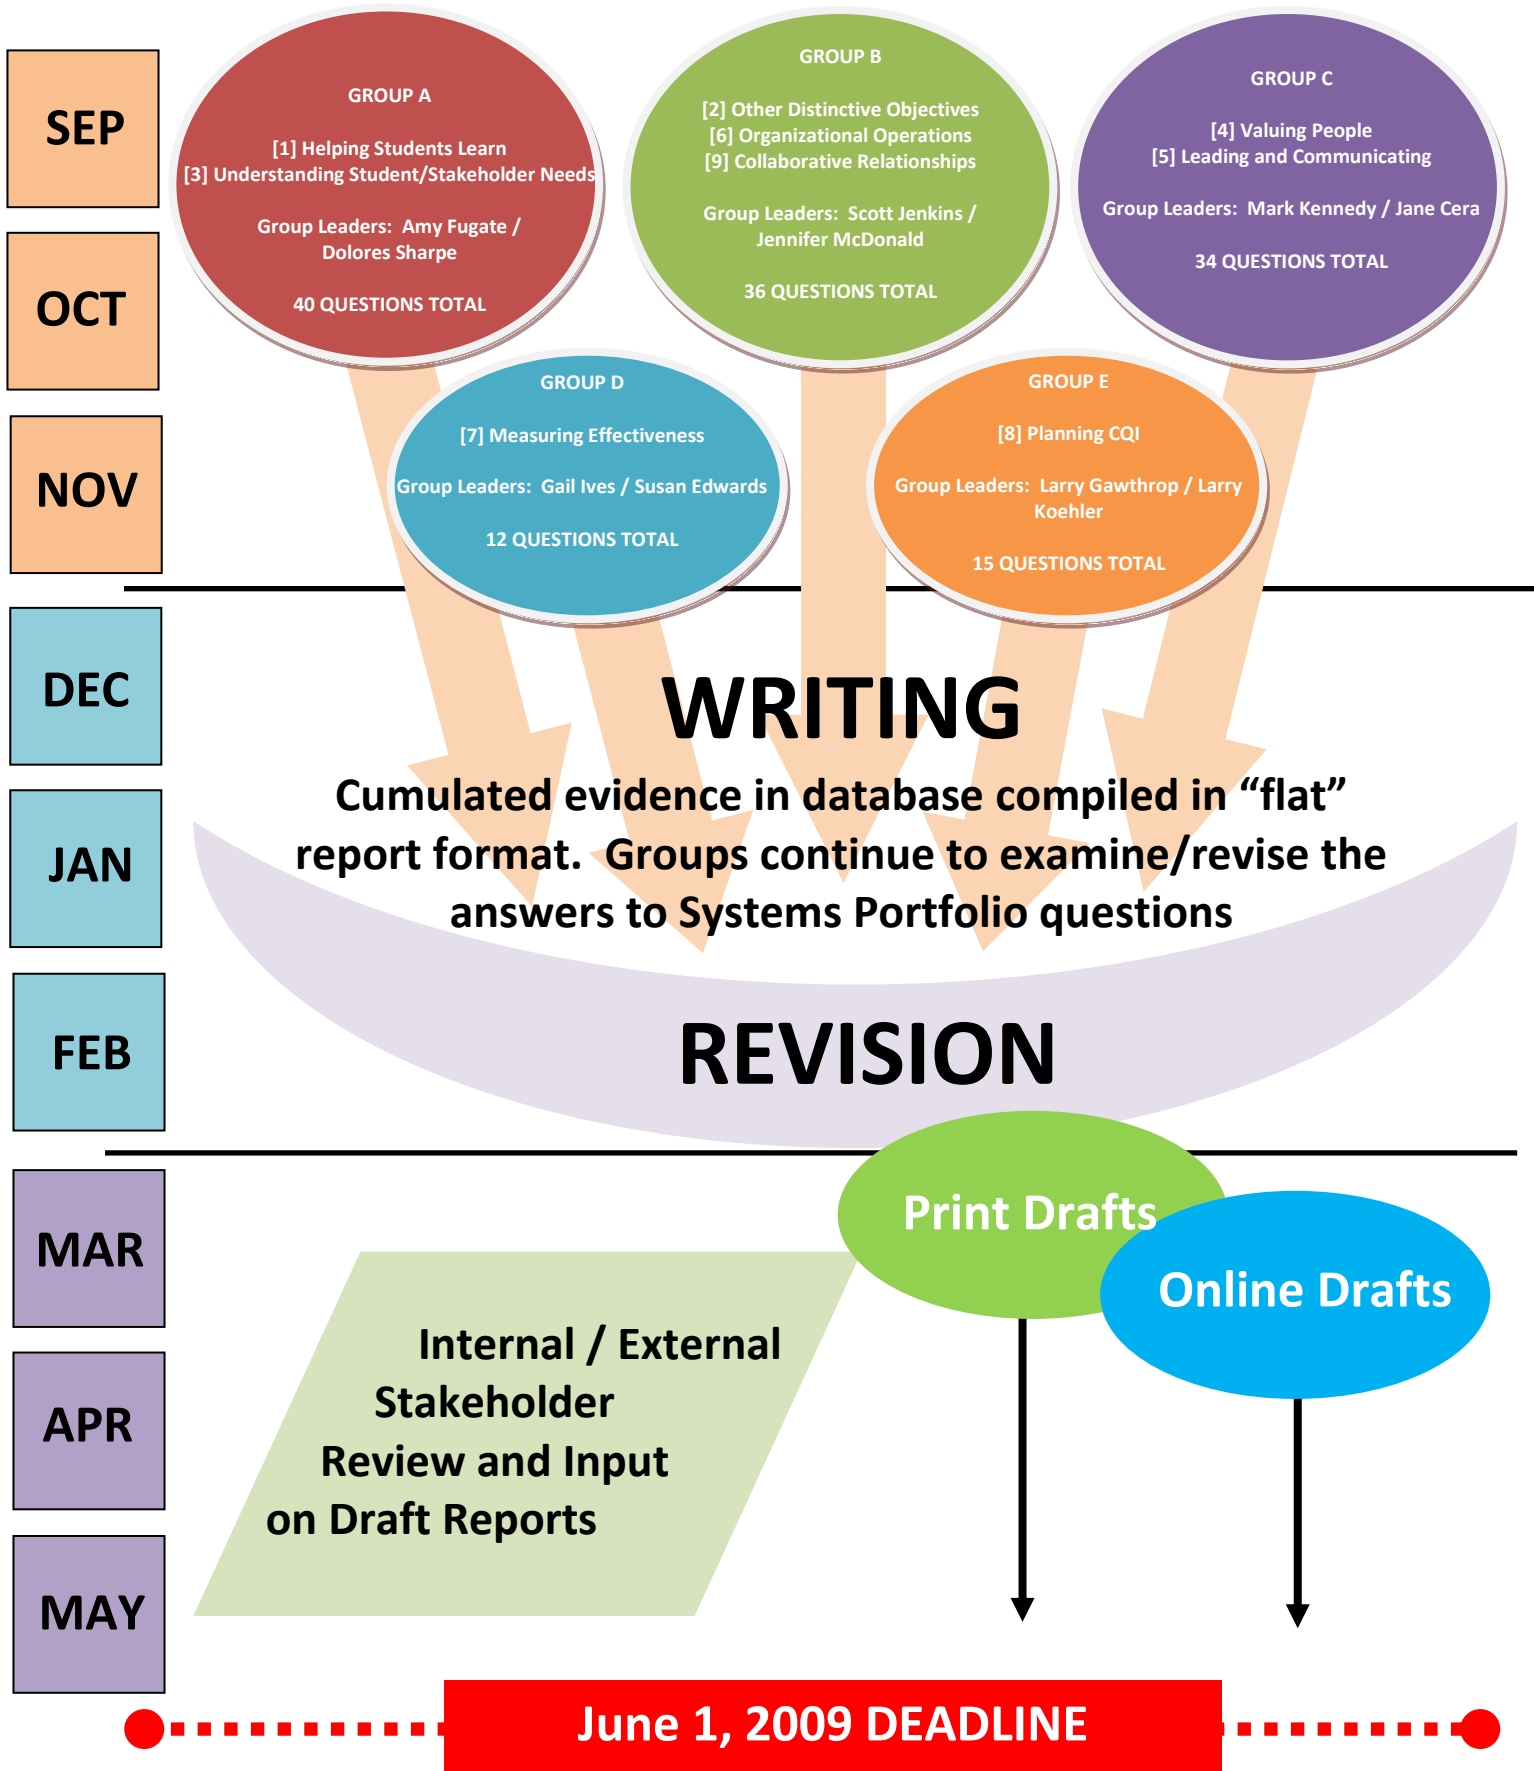 SEP
OCT
NOV
DEC
JAN
FEB
MAR
APR
MAY
GROUP A
[1] Helping Students Learn
[3] Understanding Student/Stakeholder Needs
Group Leaders:  Amy Fugate /
Dolores Sharpe
40 QUESTIONS TOTAL
GROUP B
[2] Other Distinctive Objectives
[6] Organizational Operations
[9] Collaborative Relationships
Group Leaders:  Scott Jenkins /
Jennifer McDonald
36 QUESTIONS TOTAL
GROUP C
[4] Valuing People
[5] Leading and Communicating
Group Leaders:  Mark Kennedy / Jane Cera
34 QUESTIONS TOTAL
GROUP D
[7] Measuring Effectiveness
Group Leaders:  Gail Ives / Susan Edwards
12 QUESTIONS TOTAL
GROUP E
[8] Planning CQI
Group Leaders:  Larry Gawthrop / Larry
Koehler
15 QUESTIONS TOTAL
WRITING
Cumulated evidence in database compiled in “flat”
report format.  Groups continue to examine/revise the
answers to Systems Portfolio questions
REVISION
Print Drafts
Online Drafts
Internal / External
Stakeholder
Review and Input
on Draft Reports
June 1, 2009 DEADLINE